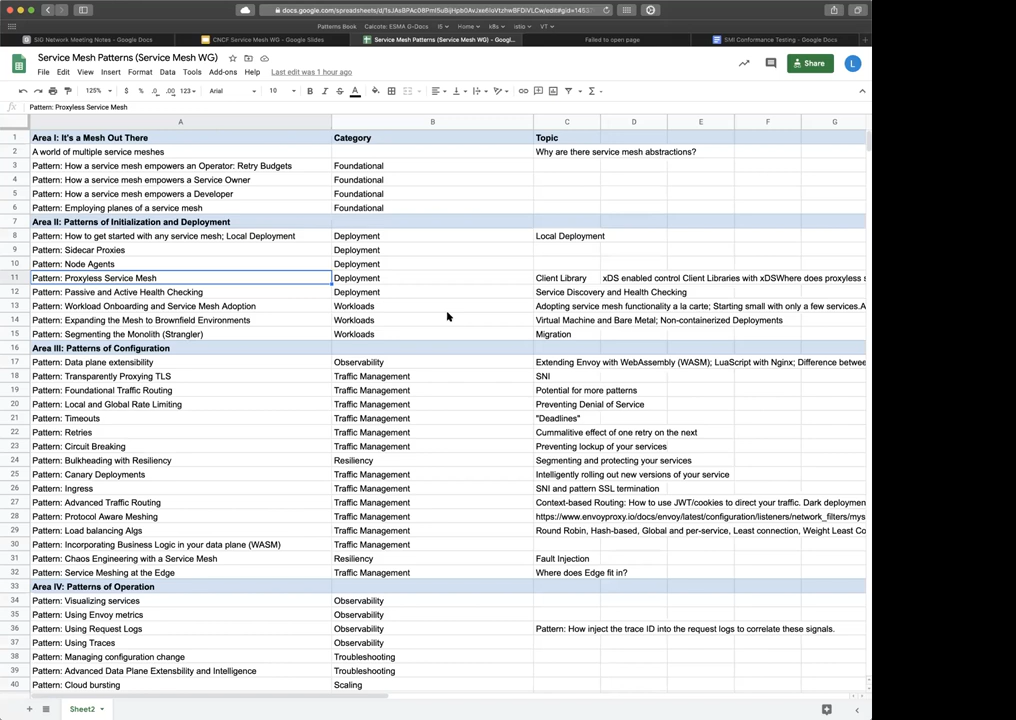 Patterns Book Calcote: ESMA G-Docs Home istio VT
SIG Network Meeting Notes - Google Docs
CNCF Service Mesh WG - Google Slides
Service Mesh Patterns (Service Mesh WG) - Googl...
Failed to open page
SMI Conformance Testing - Google Docs
Service Mesh Patterns (Service Mesh WG)
File Edit View Insert Format Data Tools Add-ons Help Last edit was 1 hour ago
Share
L
125% $ % .0 .00 123 Arial 10 B I S A
fx Pattern: Proxyless Service Mesh
A B C D E F G
1 Area I: It's a Mesh Out There Category Topic
2 A world of multiple service meshes Why are there service mesh abstractions?
3 Pattern: How a service mesh empowers an Operator: Retry Budgets Foundational
4 Pattern: How a service mesh empowers a Service Owner Foundational
5 Pattern: How a service mesh empowers a Developer Foundational
6 Pattern: Employing planes of a service mesh Foundational
7 Area II: Patterns of Initialization and Deployment
8 Pattern: How to get started with any service mesh; Local Deployment Deployment Local Deployment
9 Pattern: Sidecar Proxies Deployment
10 Pattern: Node Agents Deployment
11 Pattern: Proxyless Service Mesh Deployment Client Library xDS enabled control Client Libraries with xDSWhere does proxyless s
12 Pattern: Passive and Active Health Checking Deployment Service Discovery and Health Checking
13 Pattern: Workload Onboarding and Service Mesh Adoption Workloads Adopting service mesh functionality a la carte; Starting small with only a few services.A
14 Pattern: Expanding the Mesh to Brownfield Environments Workloads Virtual Machine and Bare Metal; Non-containerized Deployments
15 Pattern: Segmenting the Monolith (Strangler) Workloads Migration
16 Area III: Patterns of Configuration
17 Pattern: Data plane extensibility Observability Extending Envoy with WebAssembly (WASM); LuaScript with Nginx; Difference betwee
18 Pattern: Transparently Proxying TLS Traffic Management SNI
19 Pattern: Foundational Traffic Routing Traffic Management Potential for more patterns
20 Pattern: Local and Global Rate Limiting Traffic Management Preventing Denial of Service
21 Pattern: Timeouts Traffic Management "Deadlines"
22 Pattern: Retries Traffic Management Cummalitive effect of one retry on the next
23 Pattern: Circuit Breaking Traffic Management Preventing lockup of your services
24 Pattern: Bulkheading with Resiliency Resiliency Segmenting and protecting your services
25 Pattern: Canary Deployments Traffic Management Intelligently rolling out new versions of your service
26 Pattern: Ingress Traffic Management SNI and pattern SSL termination
27 Pattern: Advanced Traffic Routing Traffic Management Context-based Routing: How to use JWT/cookies to direct your traffic. Dark deploymen
28 Pattern: Protocol Aware Meshing Traffic Management https://www.envoyproxy.io/docs/envoy/latest/configuration/listeners/network_filters/mys
29 Pattern: Load balancing Algs Traffic Management Round Robin, Hash-based, Global and per-service, Least connection, Weight Least Co
30 Pattern: Incorporating Business Logic in your data plane (WASM) Traffic Management
31 Pattern: Chaos Engineering with a Service Mesh Resiliency Fault Injection
32 Pattern: Service Meshing at the Edge Traffic Management Where does Edge fit in?
33 Area IV: Patterns of Operation
34 Pattern: Visualizing services Observability
35 Pattern: Using Envoy metrics Observability
36 Pattern: Using Request Logs Observability Pattern: How inject the trace ID into the request logs to correlate these signals.
37 Pattern: Using Traces Observability
38 Pattern: Managing configuration change Troubleshooting
39 Pattern: Advanced Data Plane Extensbility and Intelligence Troubleshooting
40 Pattern: Cloud bursting Scaling
Sheet2